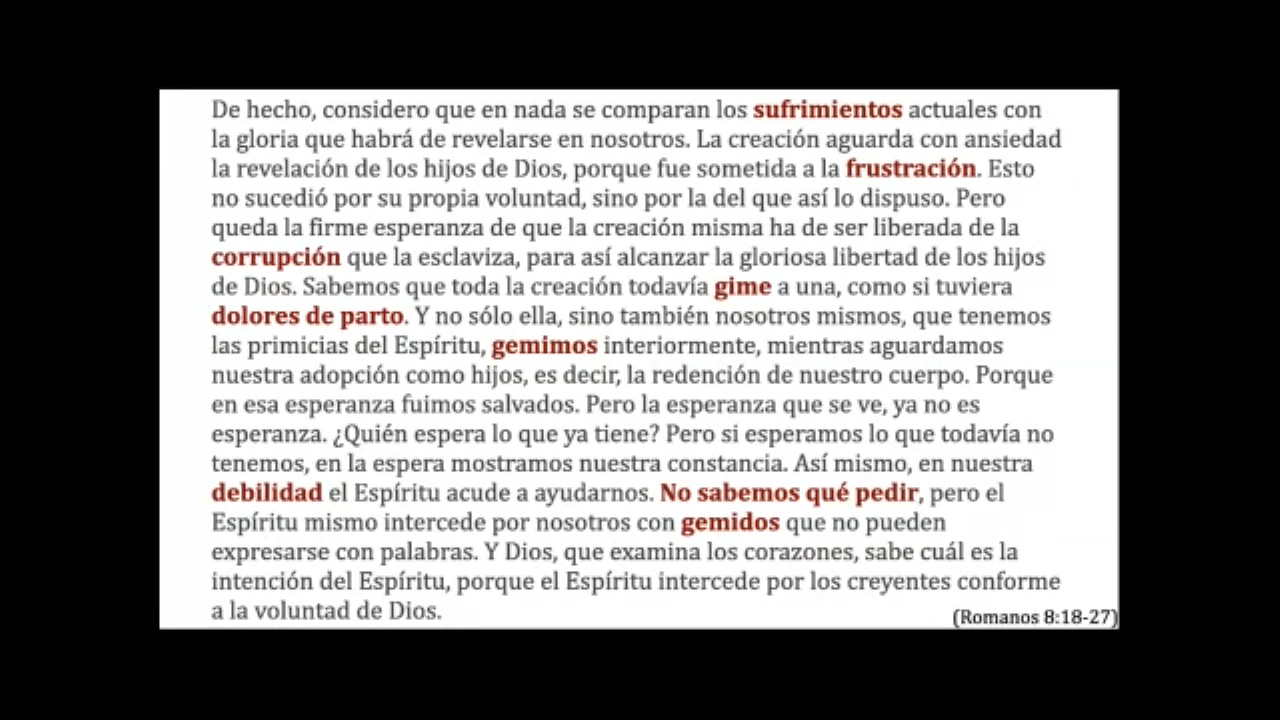 De hecho, considero que en nada se comparan los sufrimientos actuales con
la gloria que habrá de revelarse en nosotros. La creación aguarda con ansiedad
la revelación de los hijos de Dios, porque fue sometida a la frustración. Esto
no sucedió por su propia voluntad, sino por la del que así lo dispuso. Pero
queda la firme esperanza de que la creación misma ha de ser liberada de la
corrupción que la esclaviza, para así alcanzar la gloriosa libertad de los hijos
de Dios. Sabemos que toda la creación todavía gime a una, como si tuviera
dolores de parto. Y no sólo ella, sino también nosotros mismos, que tenemos
las primicias del Espíritu, gemimos interiormente, mientras aguardamos
nuestra adopción como hijos, es decir, la redención de nuestro cuerpo. Porque
en esa esperanza fuimos salvados. Pero la esperanza que se ve, ya no es
esperanza. ¿Quién espera lo que ya tiene? Pero si esperamos lo que todavía no
tenemos, en la espera mostramos nuestra constancia. Así mismo, en nuestra
debilidad el Espíritu acude a ayudarnos. No sabemos qué pedir, pero el
Espíritu mismo intercede por nosotros con gemidos que no pueden
expresarse con palabras. Y Dios, que examina los corazones, sabe cuál es la
intención del Espíritu, porque el Espíritu intercede por los creyentes conforme
a la voluntad de Dios.
(Romanos 8:18-27)